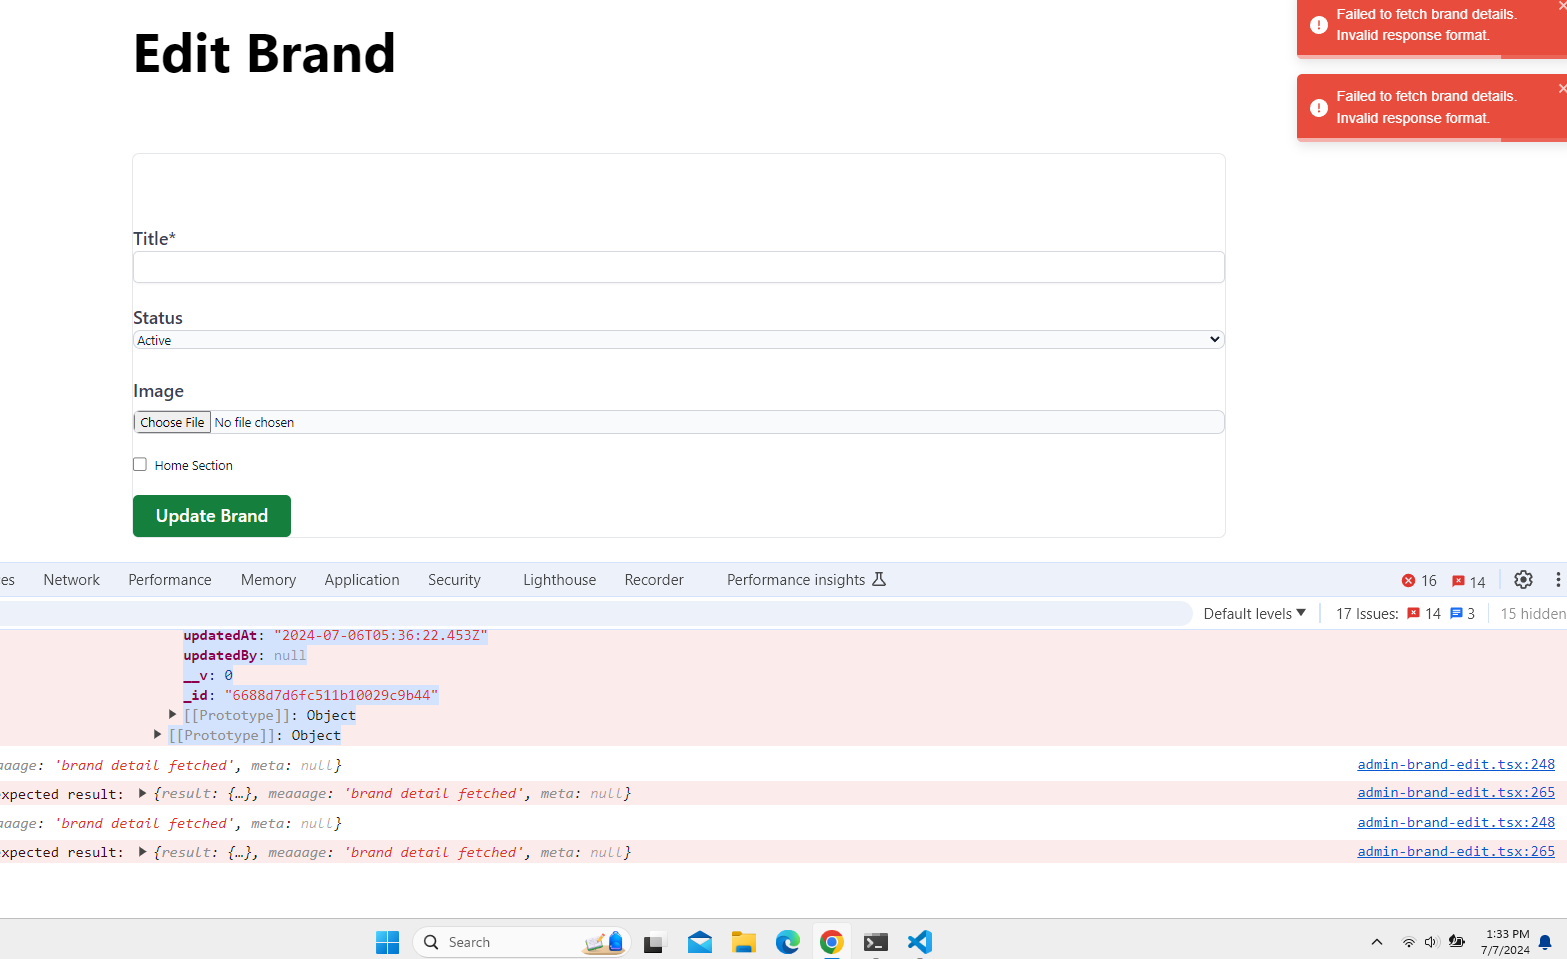 Edit Brand
Failed to fetch brand details.
Invalid response format.
Failed to fetch brand details.
Invalid response format.
Title*
Status
Active
Image
Choose File No file chosen
Home Section
Update Brand
es Network Performance Memory Application Security Lighthouse Recorder Performance insights 16 14
Default levels 17 Issues: 14 3 15 hidden
updatedAt: "2024-07-06T05:36:22.453Z"
updatedBy: null
__v: 0
_id: "6688d7d6fc511b10029c9b44"
[[Prototype]]: Object
[[Prototype]]: Object
aaage: 'brand detail fetched', meta: null} admin-brand-edit.tsx:248
expected result: {result: {…}, meaaage: 'brand detail fetched', meta: null} admin-brand-edit.tsx:265
aaage: 'brand detail fetched', meta: null} admin-brand-edit.tsx:248
expected result: {result: {…}, meaaage: 'brand detail fetched', meta: null} admin-brand-edit.tsx:265
Search
1:33 PM
7/7/2024